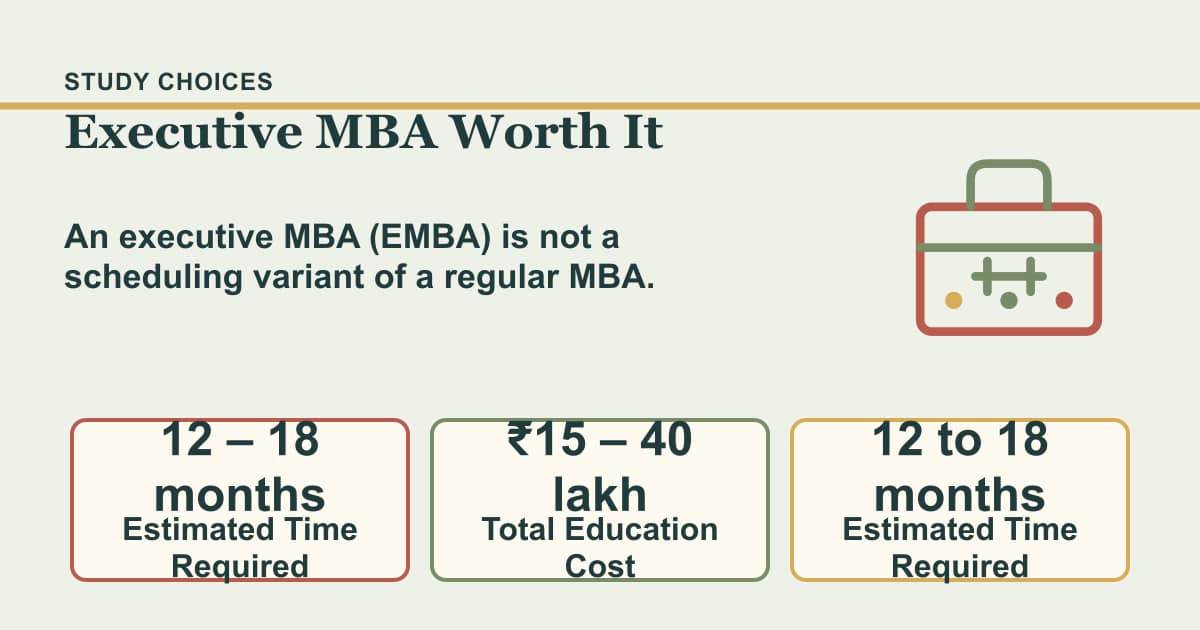 STUDY CHOICES
Executive MBA Worth It
An executive MBA (EMBA) is not a
scheduling variant of a regular MBA.
12 – 18
months
Estimated Time
Required
₹15 – 40
lakh
Total Education
Cost
12 to 18
months
Estimated Time
Required